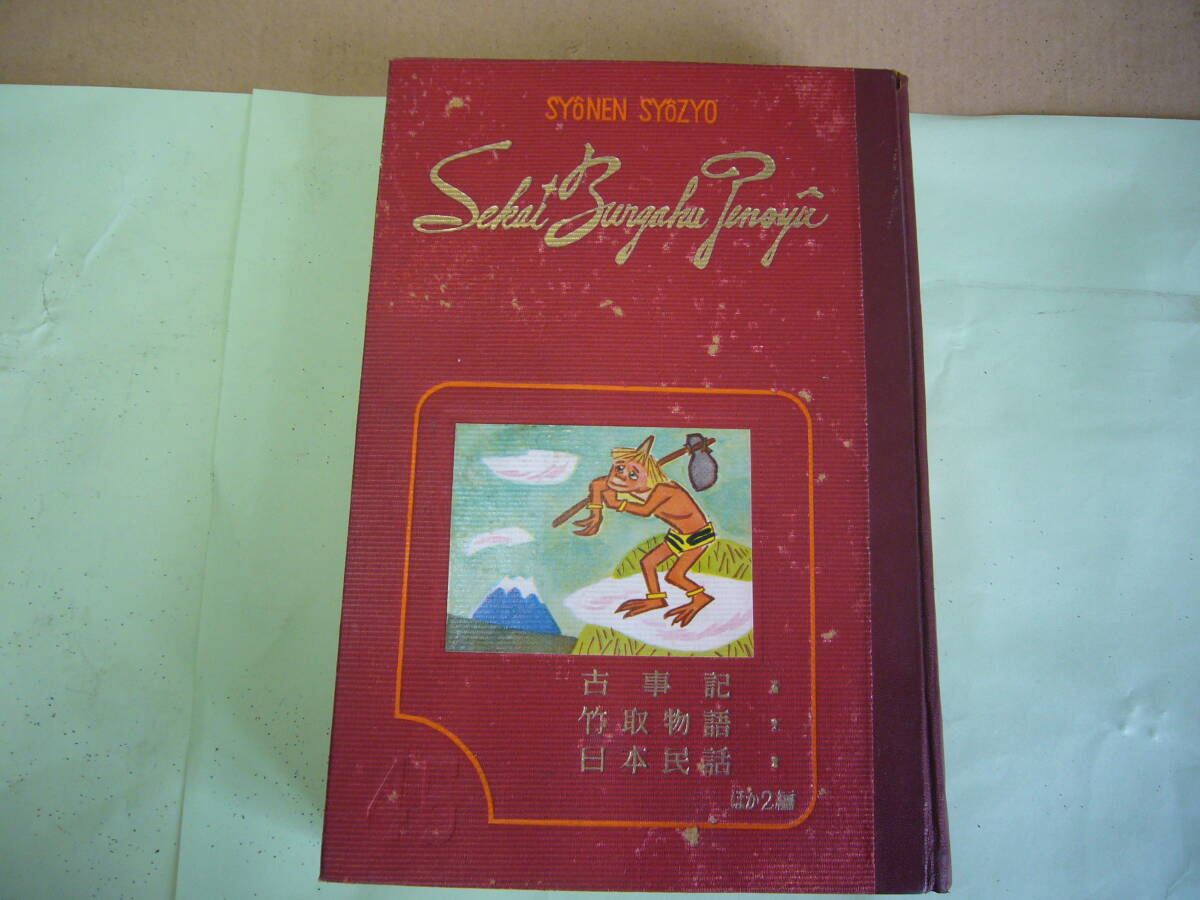 SYÔNEN SYÔZYO
Sekai Bungaku Zensyû
古事記
竹取物語
日本民話
ほか2編